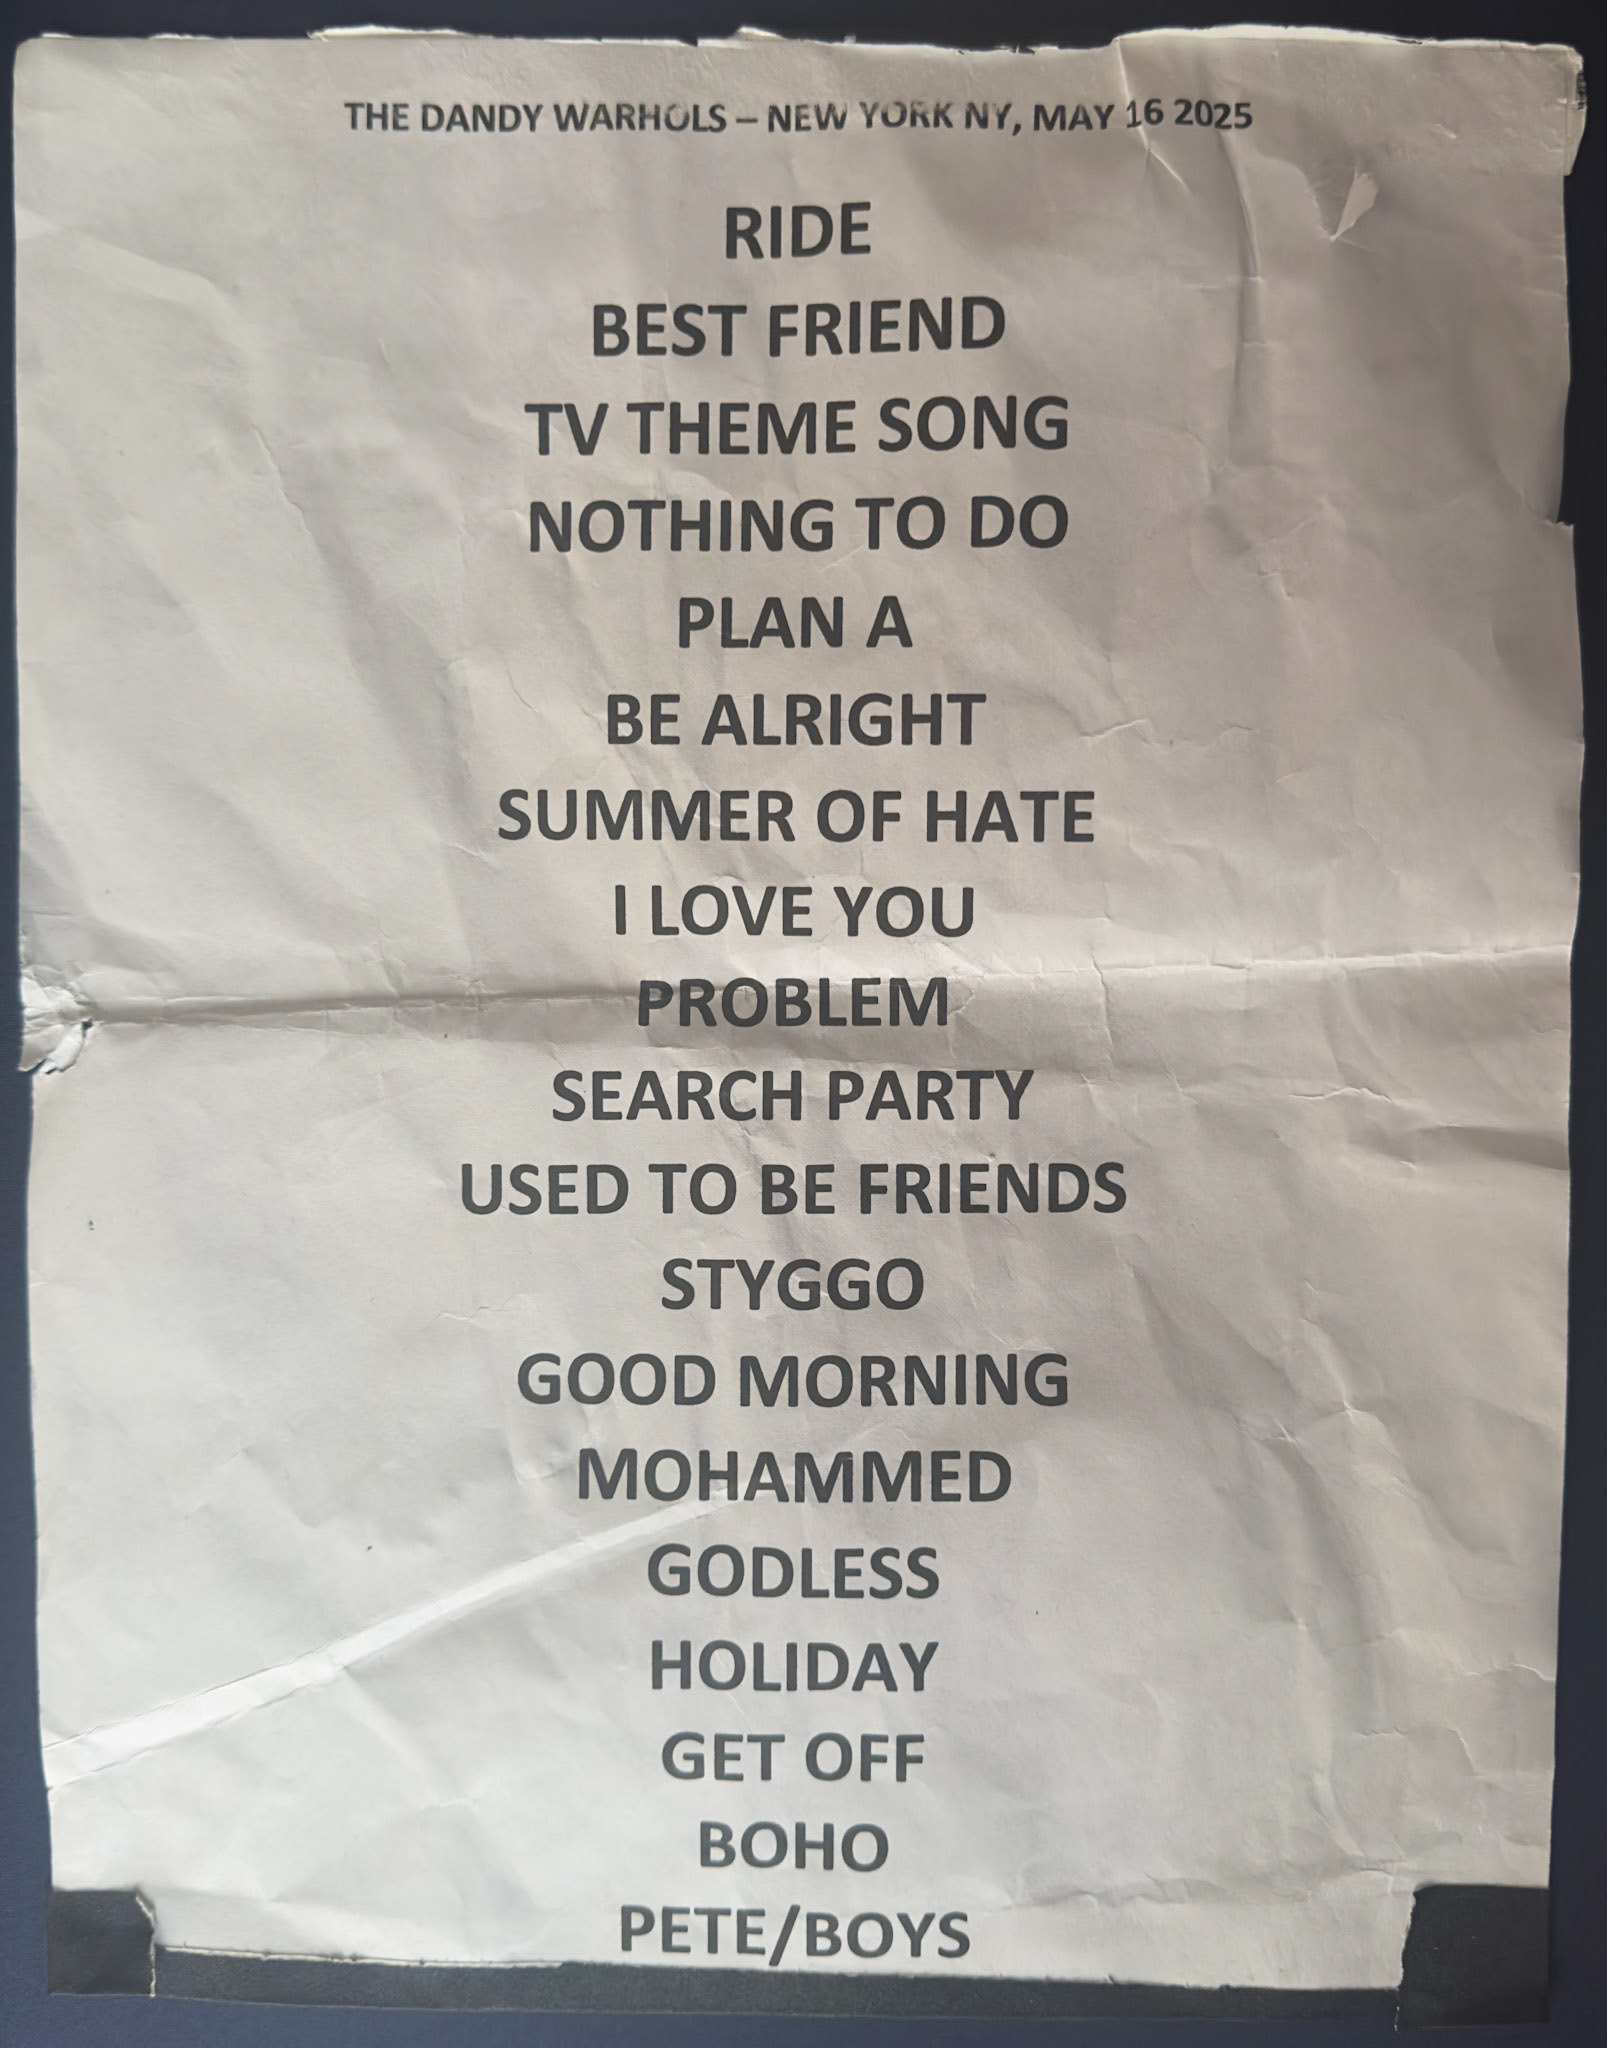 THE DANDY WARHOLS – NEW YORK NY, MAY 16 2025
RIDE
BEST FRIEND
TV THEME SONG
NOTHING TO DO
PLAN A
BE ALRIGHT
SUMMER OF HATE
I LOVE YOU
PROBLEM
SEARCH PARTY
USED TO BE FRIENDS
STYGGO
GOOD MORNING
MOHAMMED
GODLESS
HOLIDAY
GET OFF
BOHO
PETE/BOYS